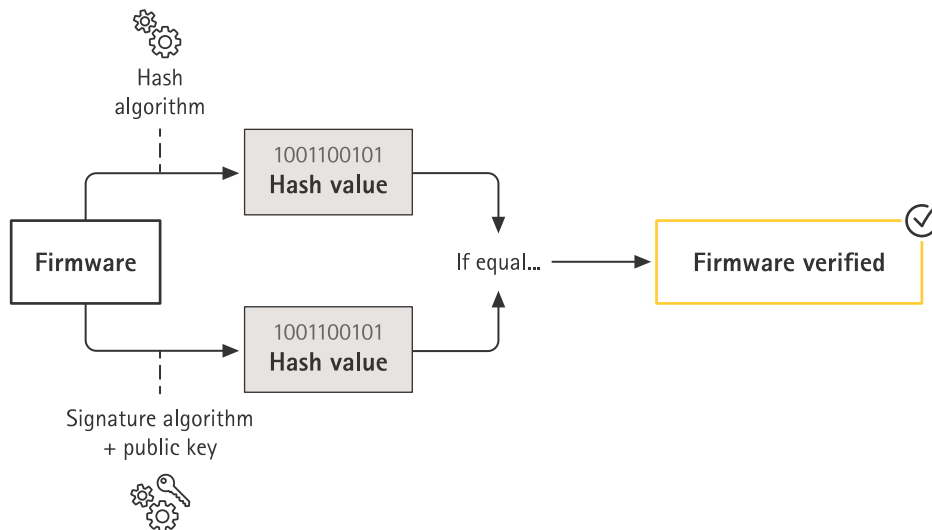 Hash
algorithm
1001100101
Hash value
Firmware
If equal...
Firmware verified
1001100101
Hash value
Signature algorithm
+ public key